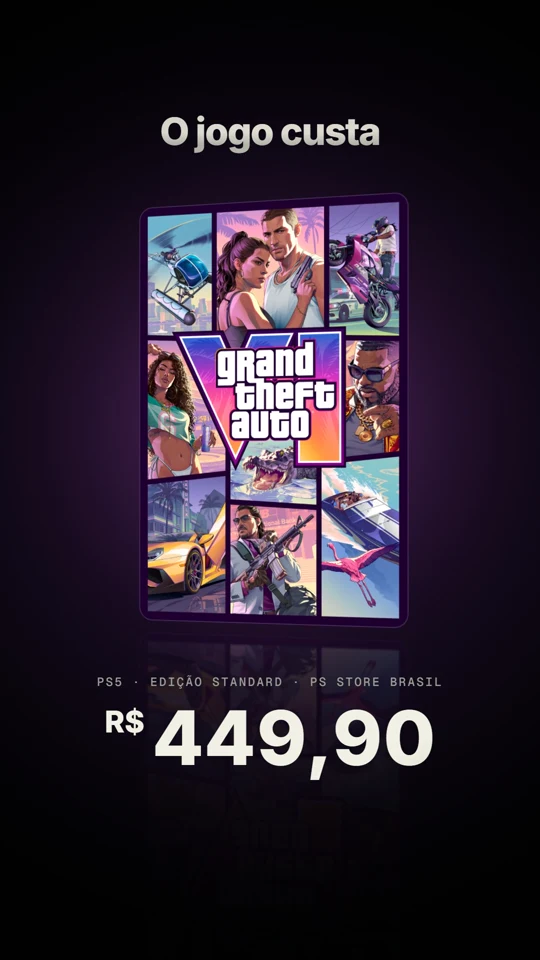 O jogo custa
VI
grand
theft
auto
PS5 · EDIÇÃO STANDARD · PS STORE BRASIL
R$ 449,90